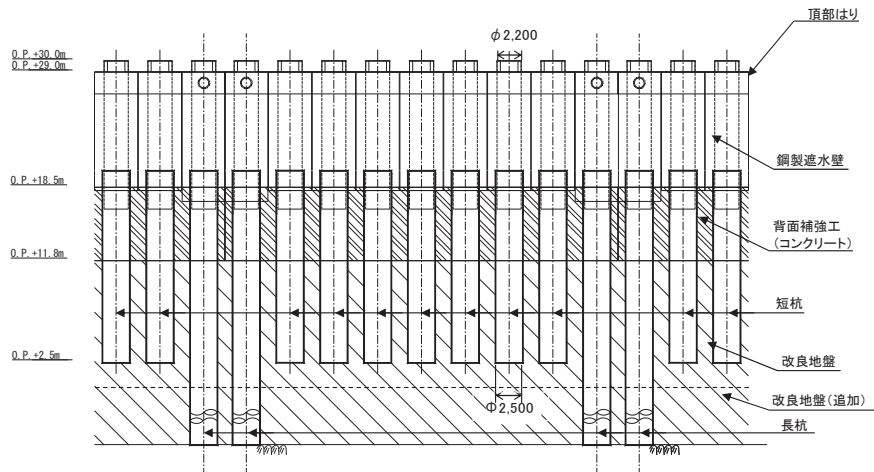 頂部はり
φ2,200
O.P.+30.0m
O.P.+29.0m
鋼製遮水壁
O.P.+18.5m
背面補強工
(コンクリート)
O.P.+11.8m
短杭
O.P.+2.5m
改良地盤
Φ2,500
改良地盤(追加)
長杭